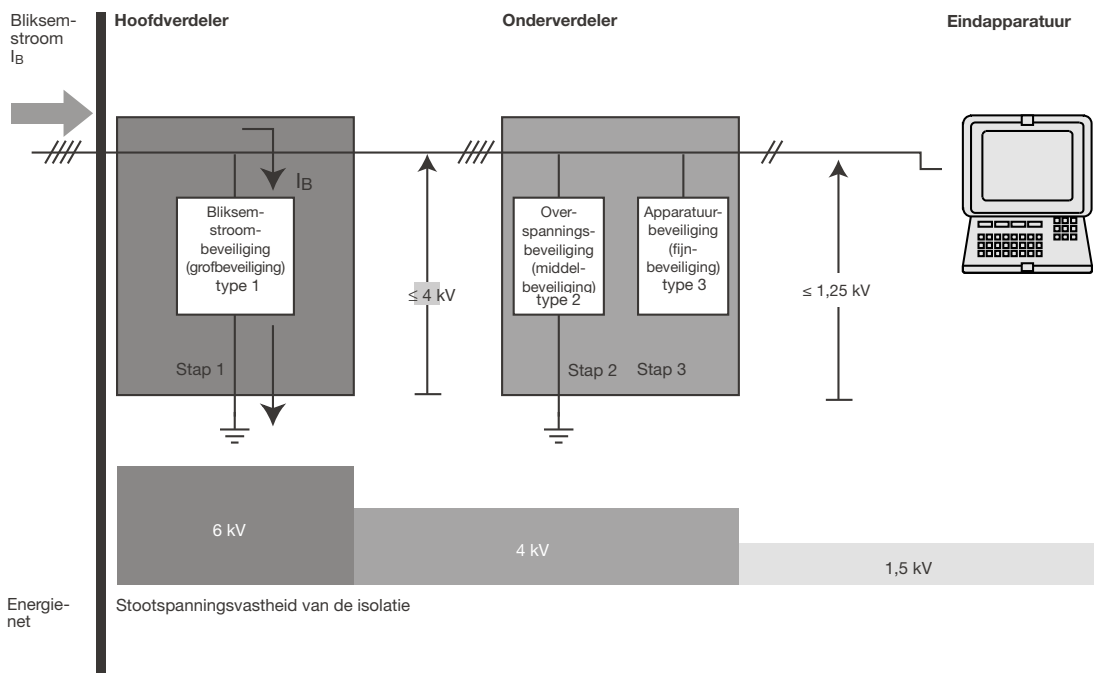 Bliksem-
stroom
IB
Hoofdverdeler
Onderverdeler
Eindapparatuur
IB
Bliksem-
stroom-
beveiliging
(grofbeveiliging)
type 1
Stap 1
≤ 4 kV
Over-
spannings-
beveiliging
(middel-
beveiliging)
type 2
Apparatuur-
beveiliging
(fijn-
beveiliging)
type 3
Stap 2
Stap 3
≤ 1,25 kV
6 kV
4 kV
1,5 kV
Energie-
net
Stootspanningsvastheid van de isolatie